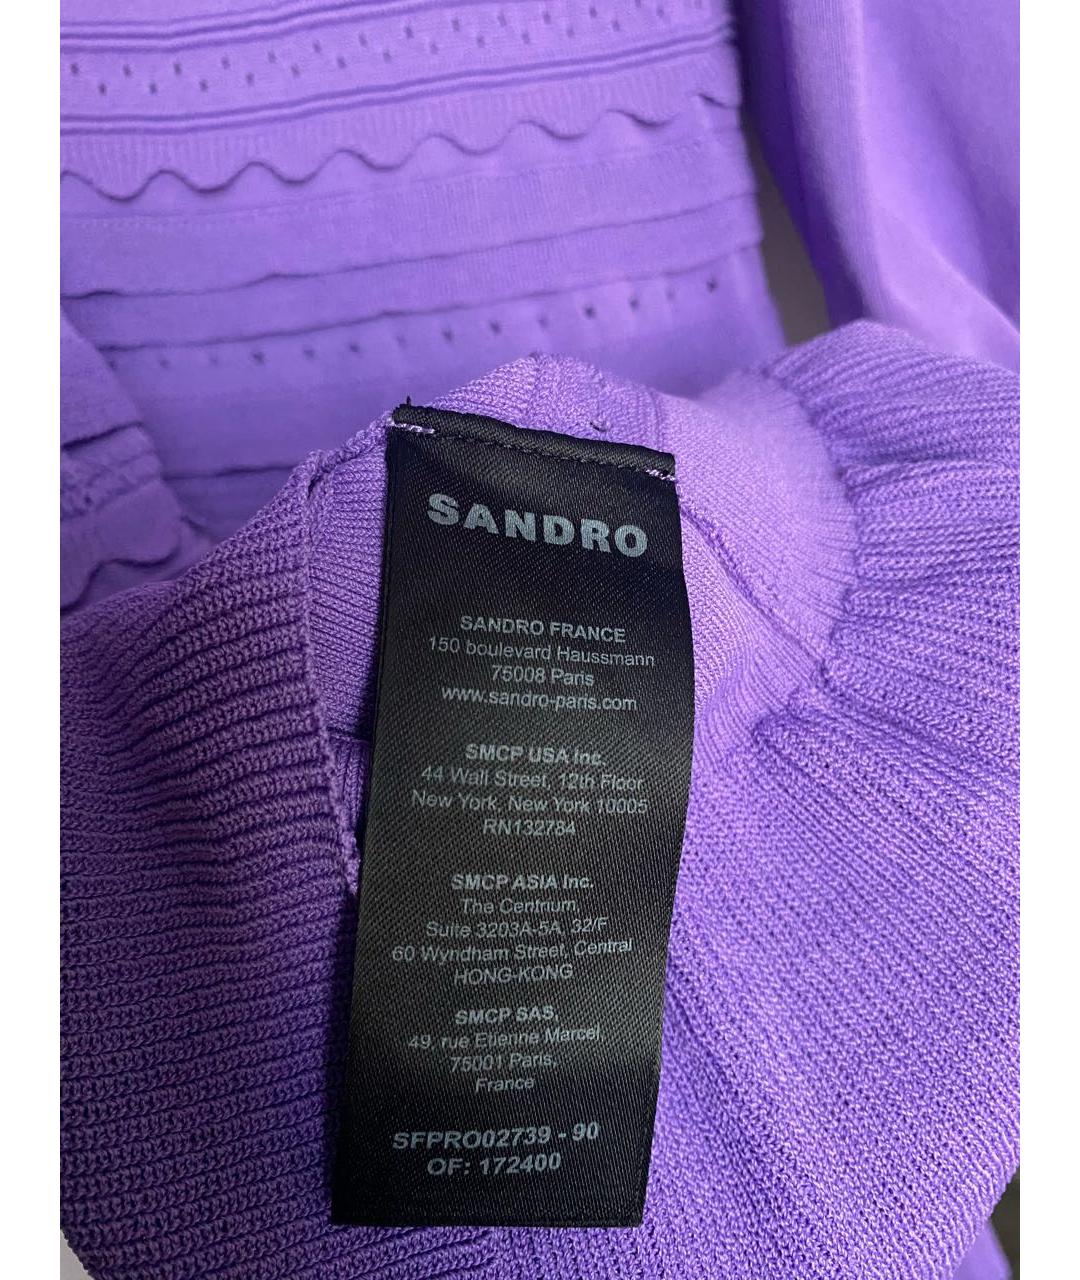 SANDRO
SANDRO FRANCE
150 boulevard Haussmann
75008 Paris
www.sandro-paris.com
SMCP USA Inc.
44 Wall Street, 12th Floor
New York, New York 10005
RN132784
SMCP ASIA Inc.
The Centrium,
Suite 3203A-5A, 32/F
60 Wyndham Street, Central
HONG-KONG
SMCP SAS,
49, rue Etienne Marcel,
75001 Paris,
France
SFPRO02739 - 90
OF: 172400